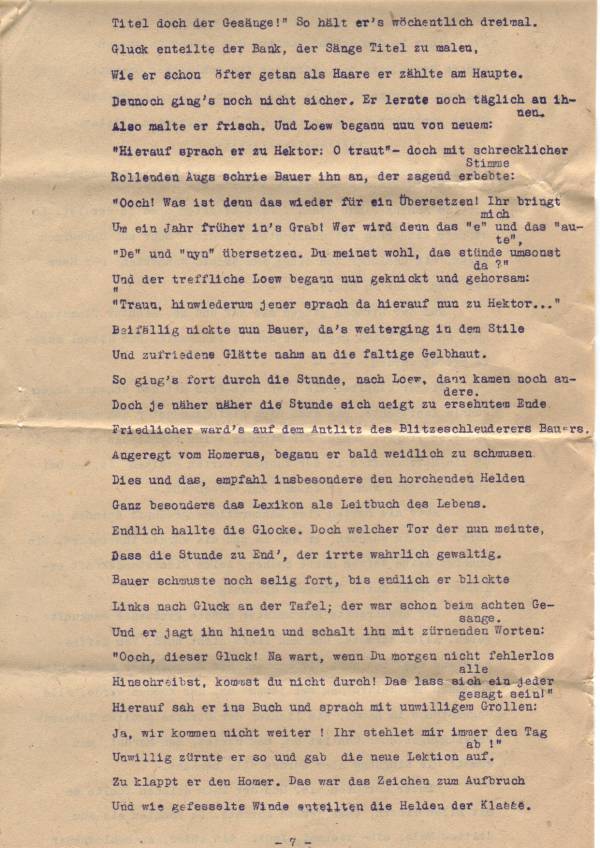 Titel doch der Gesänge!" So hält er's wöchentlich dreimal.
Gluck enteilte der Bank, der Sänge Titel zu malen,
Wie er schon öfter getan als Haare er zählte am Haupte.
Dennoch ging's noch nicht sicher. Er lernte noch täglich an ih-
nen.
Also malte er frisch. Und Loew begann nun von neuem:
"Hierauf sprach er zu Hektor: O traut"- doch mit schrecklicher
Stimme
Rollenden Augs schrie Bauer ihn an, der zagend erbebte:
"Ooch! Was ist denn das wieder für ein Übersetzen! Ihr bringt
mich
Um ein Jahr früher in's Grab! Wer wird denn das "e" und das "au-
te",
"De" und "nyn" übersetzen. Du meinst wohl, das stünde umsonst
da ?"
Und der treffliche Loew begann nun geknickt und gehorsam:
"
"Traun, hinwiederum jener sprach da hierauf nun zu Hektor..."
Beifällig nickte nun Bauer, da's weiterging in dem Stile
Und zufriedene Glätte nahm an die faltige Gelbhaut.
So ging's fort durch die Stunde, nach Loew, dann kamen noch an-
dere.
Doch je näher näher die Stunde sich neigt zu ersehntem Ende
Friedlicher ward's auf dem Antlitz des Blitzeschleuderers Bauers.
Angeregt vom Homerus, begann er bald weidlich zu schmusen
Dies und das, empfahl insbesondere den horchenden Helden
Ganz besonders das Lexikon als Leitbuch des Lebens.
Endlich hallte die Glocke. Doch welcher Tor der nun meinte,
Dass die Stunde zu End', der irrte wahrlich gewaltig.
Bauer schmuste noch selig fort, bis endlich er blickte
Links nach Gluck an der Tafel; der war schon beim achten Ge-
sange.
Und er jagt ihn hinein und schalt ihn mit zürnenden Worten:
"Ooch, dieser Gluck! Na wart, wenn Du morgen nicht fehlerlos
alle
Hinschreibst, kommst du nicht durch! Das lass sich ein jeder
gesagt sein!"
Hierauf sah er ins Buch und sprach mit unwilligem Grollen:
Ja, wir kommen nicht weiter ! Ihr stehlet mir immer den Tag
ab !"
Unwillig zürnte er so und gab die neue Lektion auf.
Zu klappt er den Homer. Das war das Zeichen zum Aufbruch
Und wie gefesselte Winde enteilten die Helden der Klasse.
- 7 -